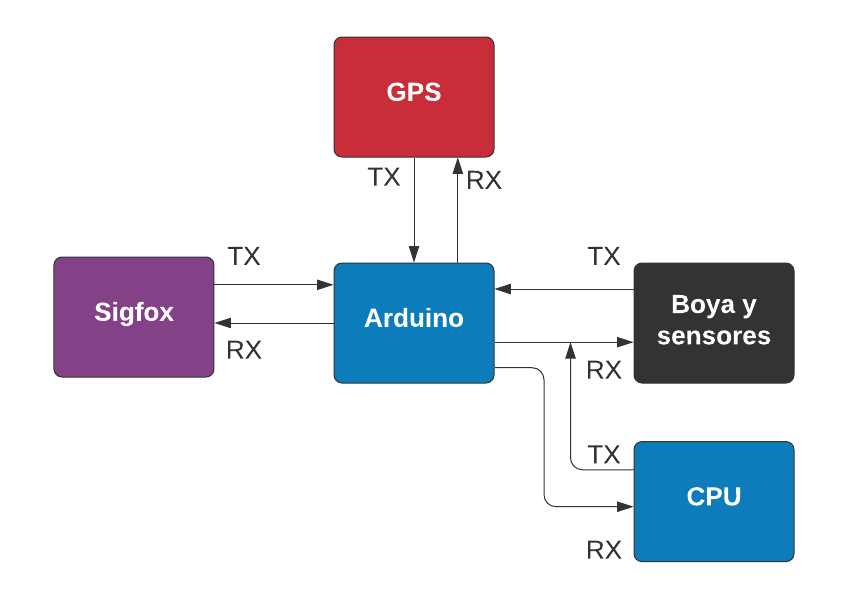 GPS
TX
RX
TX
TX
Sigfox
Arduino
Boya y
sensores
RX
RX
TX
CPU
RX